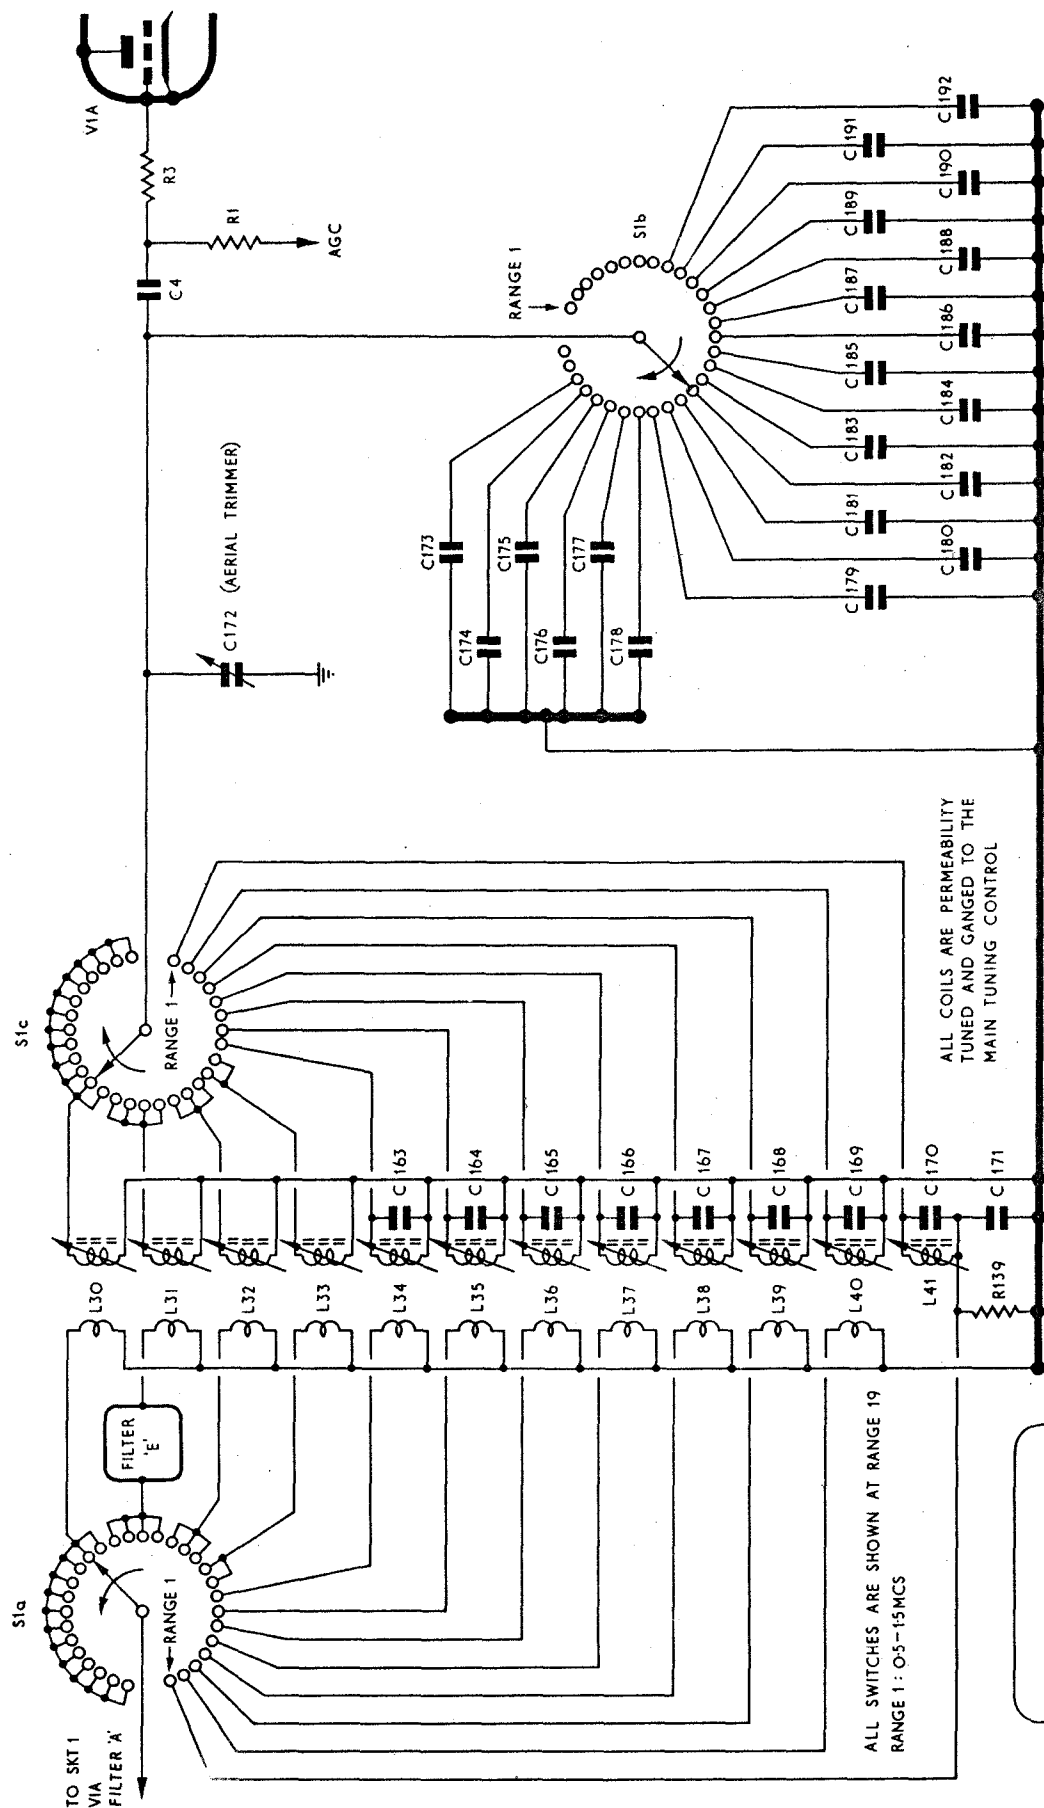 TO SKT 1
VIA
FILTER 'A'
S1a
RANGE 1
FILTER
'E'
L30
L31
L32
L33
L34
L35
L36
L37
L38
L39
L40
L41
R139
C163
C164
C165
C166
C167
C168
C169
C170
C171
S1c
RANGE 1
ALL SWITCHES ARE SHOWN AT RANGE 19
RANGE 1: 0·5–1·5MCS
ALL COILS ARE PERMEABILITY
TUNED AND GANGED TO THE
MAIN TUNING CONTROL
C172 (AERIAL TRIMMER)
C4
R1
AGC
R3
V1A
RANGE 1
S1b
C173
C174
C175
C176
C177
C178
C179
C180
C181
C182
C183
C184
C185
C186
C187
C188
C189
C190
C191
C192